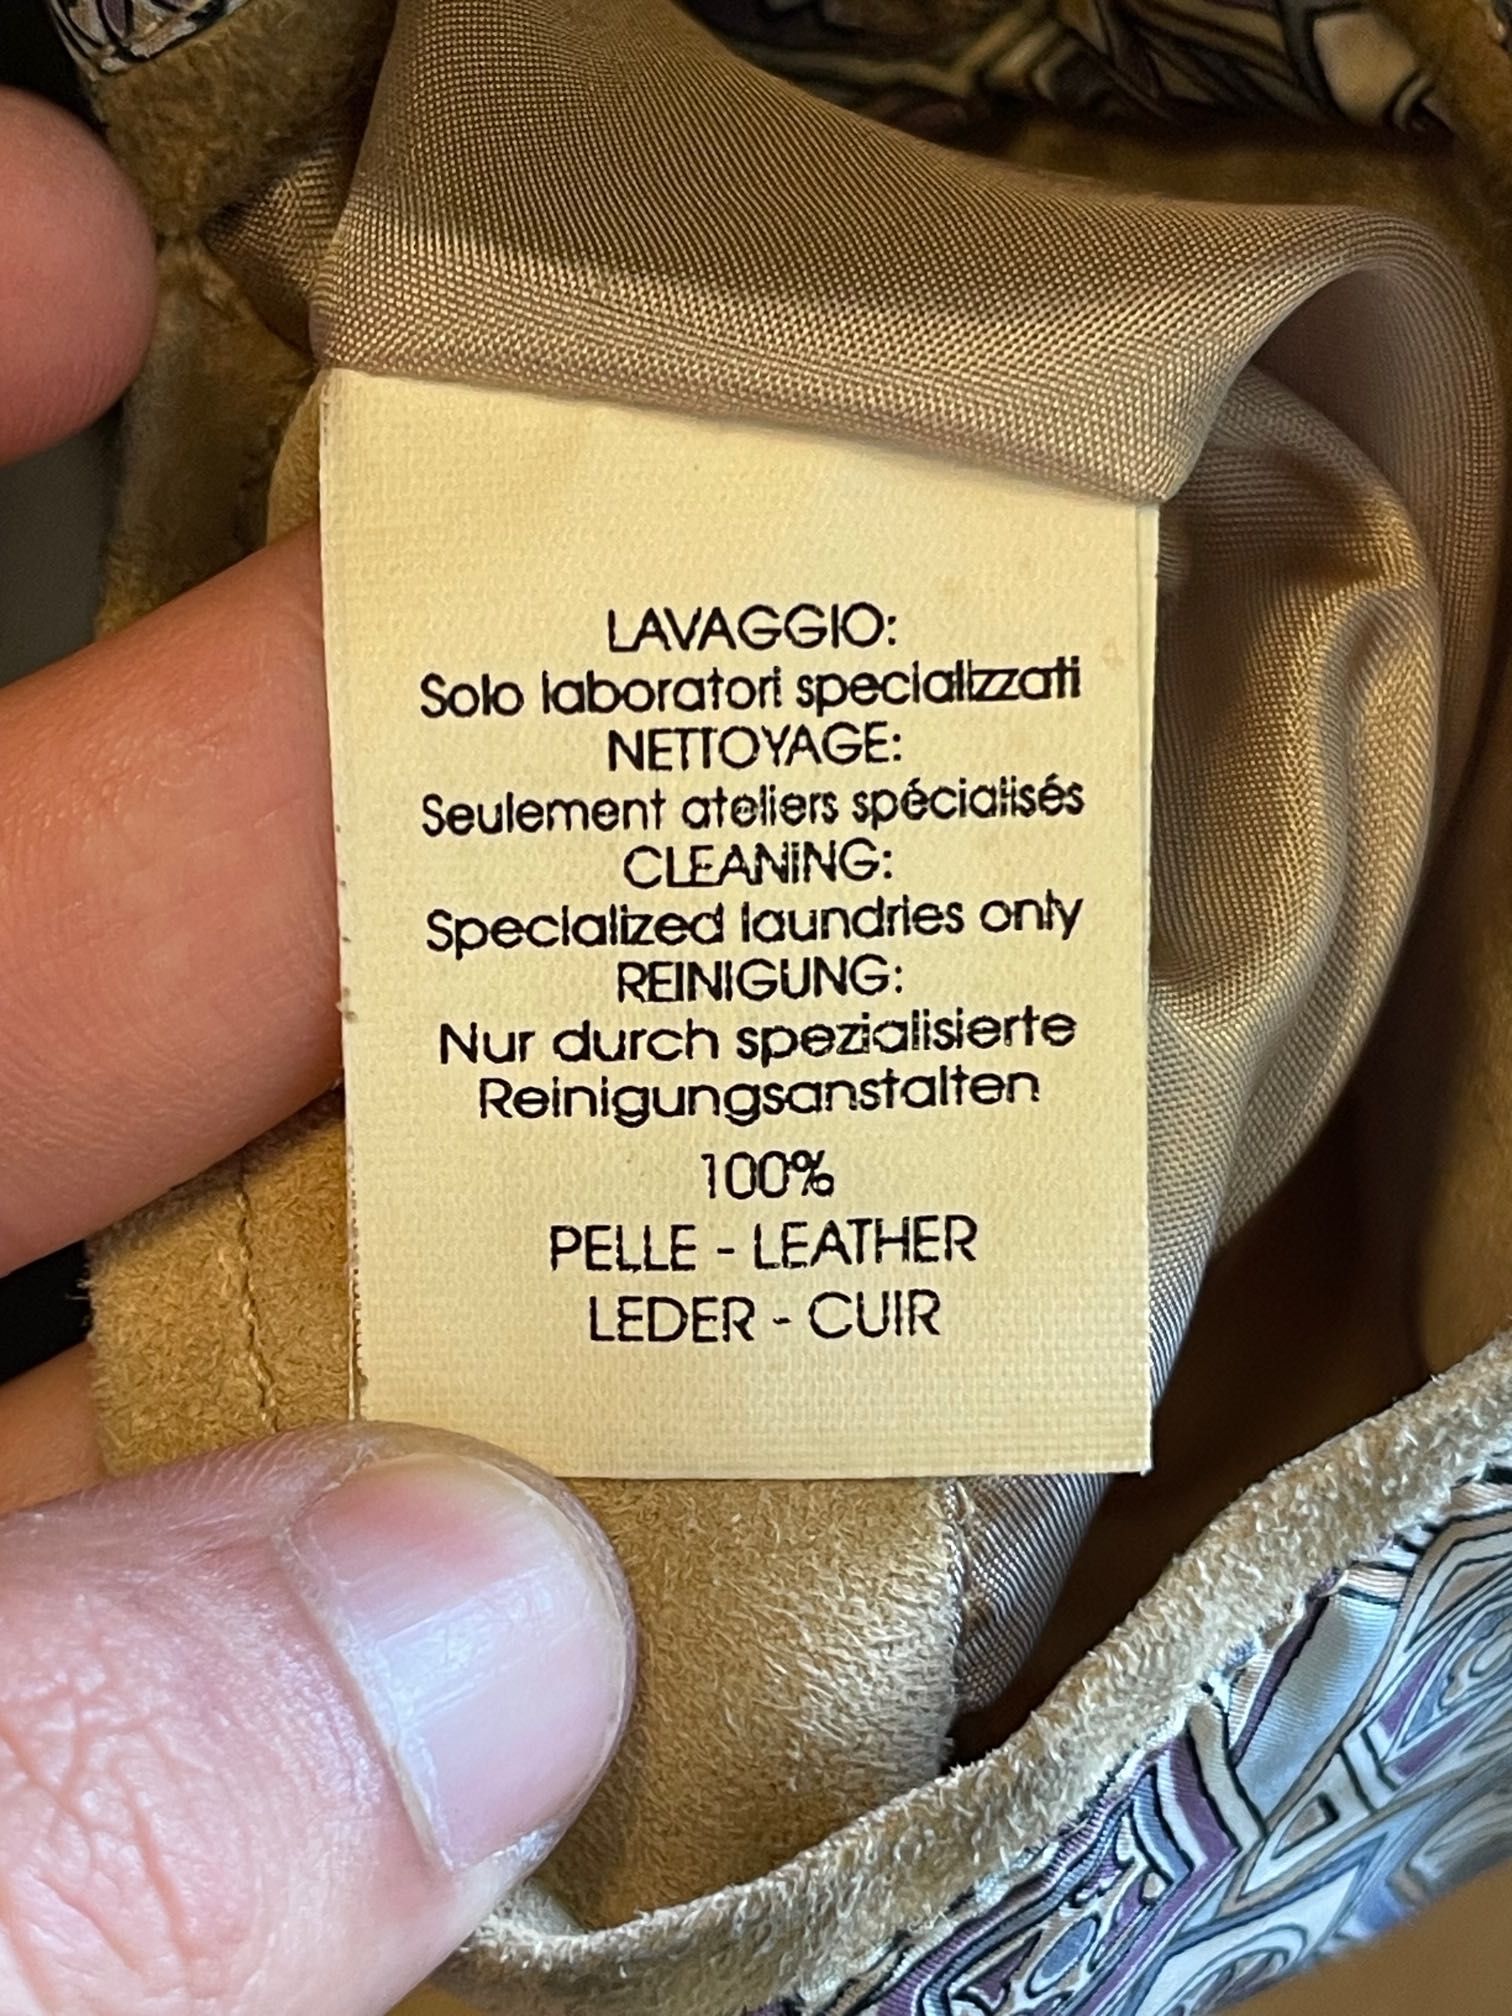 LAVAGGIO:
Solo laboratori specializzati
NETTOYAGE:
Seulement ateliers spécialisés
CLEANING:
Specialized laundries only
REINIGUNG:
Nur durch spezialisierte
Reinigungsanstalten
100%
PELLE - LEATHER
LEDER - CUIR